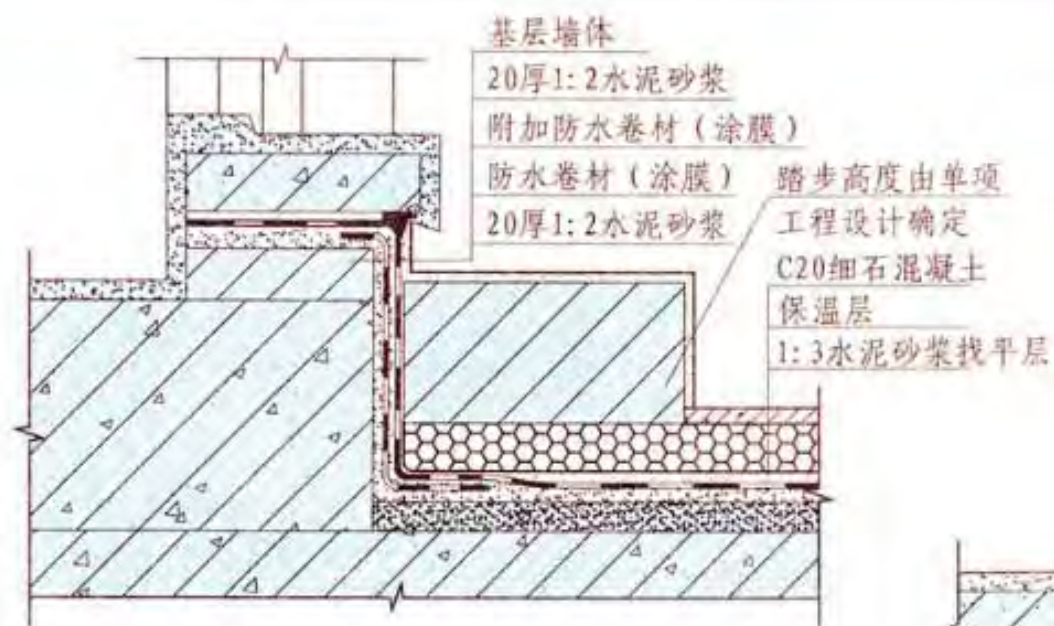 基层墙体
20厚1:2水泥砂浆
附加防水卷材(涂膜)
防水卷材(涂膜)
20厚1:2水泥砂浆
踏步高度由单项
工程设计确定
C20细石混凝土
保温层
1:3水泥砂浆找平层